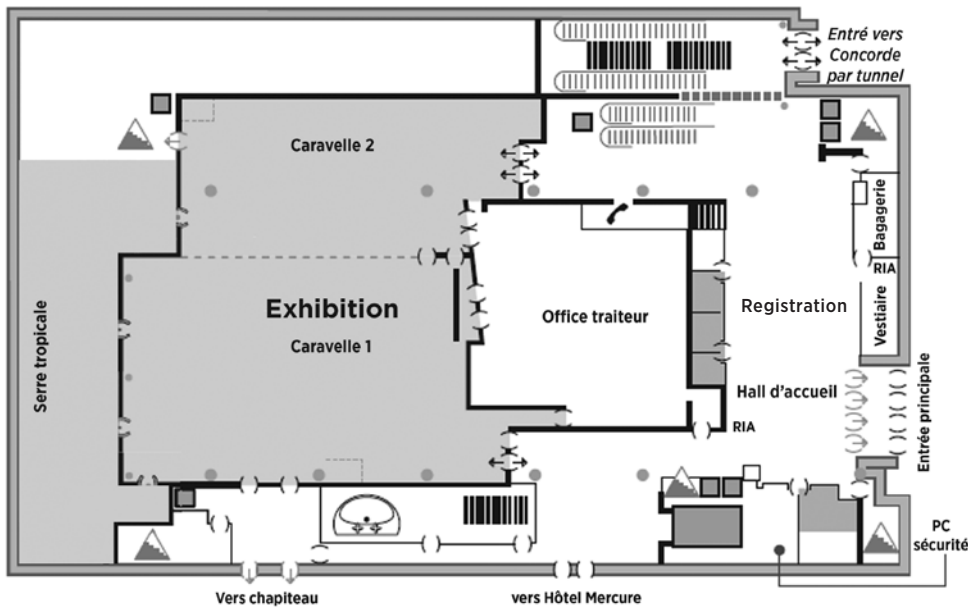 Entré vers
Concorde
par tunnel
Caravelle 2
Bagagerie
RIA
Exhibition
Caravelle 1
Office traiteur
Registration
Vestiaire
Serre tropicale
Hall d'accueil
RIA
Entrée principale
PC
sécurité
Vers chapiteau
vers Hôtel Mercure